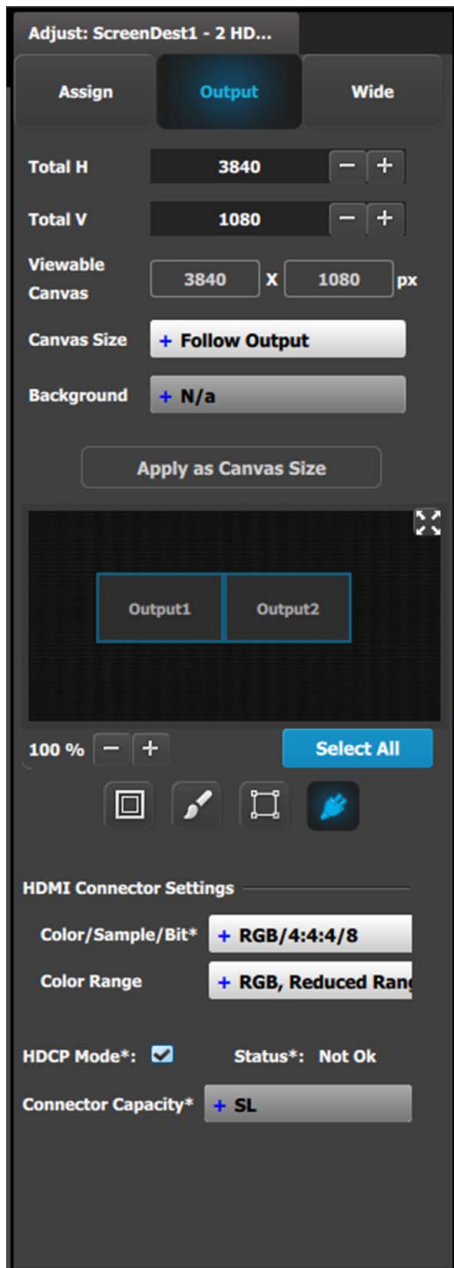 Adjust: ScreenDest1 - 2 HD...
Assign Output Wide
Total H 3840 − +
Total V 1080 − +
Viewable
Canvas
3840 X 1080 px
Canvas Size + Follow Output
Background + N/a
Apply as Canvas Size
Output1 Output2
100 % − + Select All
HDMI Connector Settings
Color/Sample/Bit* + RGB/4:4:4/8
Color Range + RGB, Reduced Rang
HDCP Mode*: Status*: Not Ok
Connector Capacity* + SL